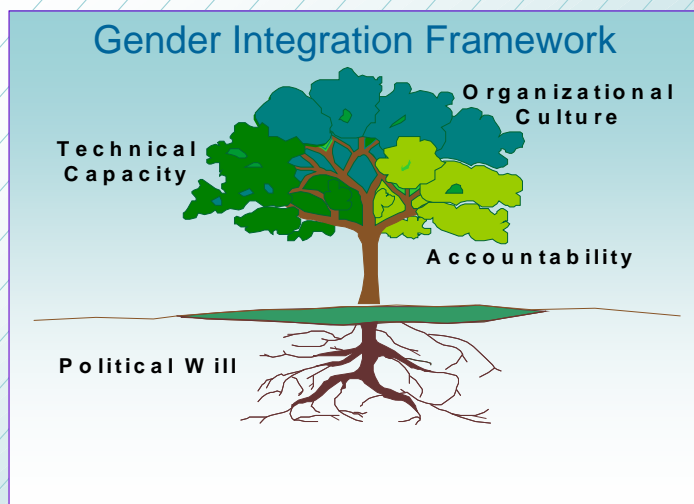 Gender Integration Framework
Organizational
Culture
Technical
Capacity
Accountability
Political Will